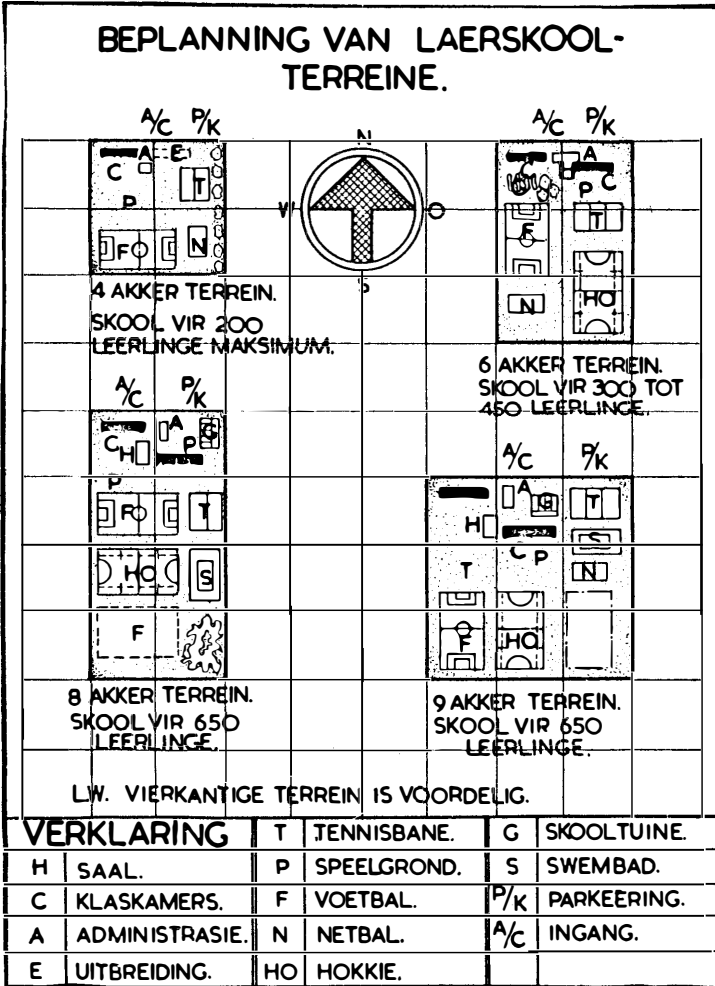 BEPLANNING VAN LAERSKOOL-
TERREINE.
A/C P/K
A E
C
T
P
F N
4 AKKER TERREIN.
SKOOL VIR 200
LEERLINGE MAKSIMUM.
N
W O
S
A/C P/K
C A
H C
P
F T
HO
N
6 AKKER TERREIN.
SKOOL VIR 300 TOT
450 LEERLINGE.
A/C P/K
A G
C H P
P
F T
HO S
F
8 AKKER TERREIN.
SKOOL VIR 650
LEERLINGE.
A/C P/K
A T
G
H S
C P
T N
F HO
9 AKKER TERREIN.
SKOOL VIR 650
LEERLINGE.
L.W. VIERKANTIGE TERREIN IS VOORDELIG.
VERKLARING T TENNISBANE. G SKOOLTUINE.
H SAAL. P SPEELGROND. S SWEMBAD.
C KLASKAMERS. F VOETBAL. P/K PARKEERING.
A ADMINISTRASIE. N NETBAL. A/C INGANG.
E UITBREIDING. HO HOKKIE.